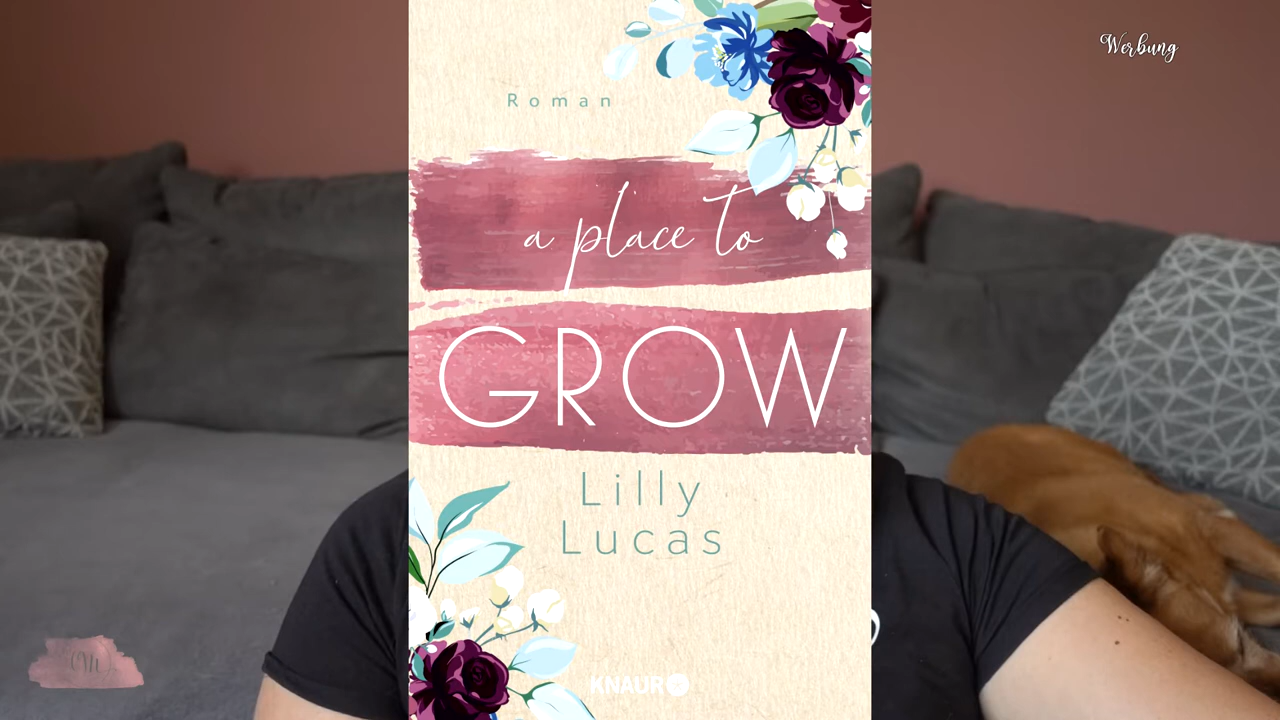 Werbung
Roman
a place to
GROW
Lilly
Lucas
KNAUR